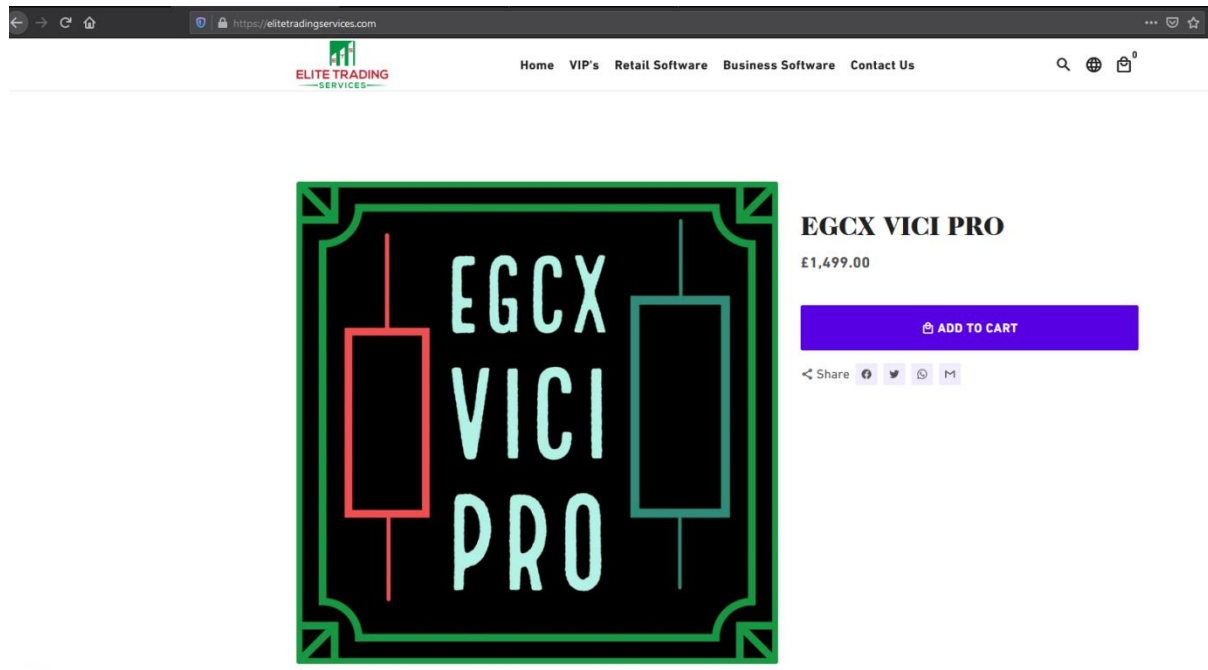 https://elitetradingservices.com
ELITE TRADING
SERVICES
Home VIP's Retail Software Business Software Contact Us
0
EGCX VICI PRO
£1,499.00
ADD TO CART
Share
EGCX
VICI
PRO